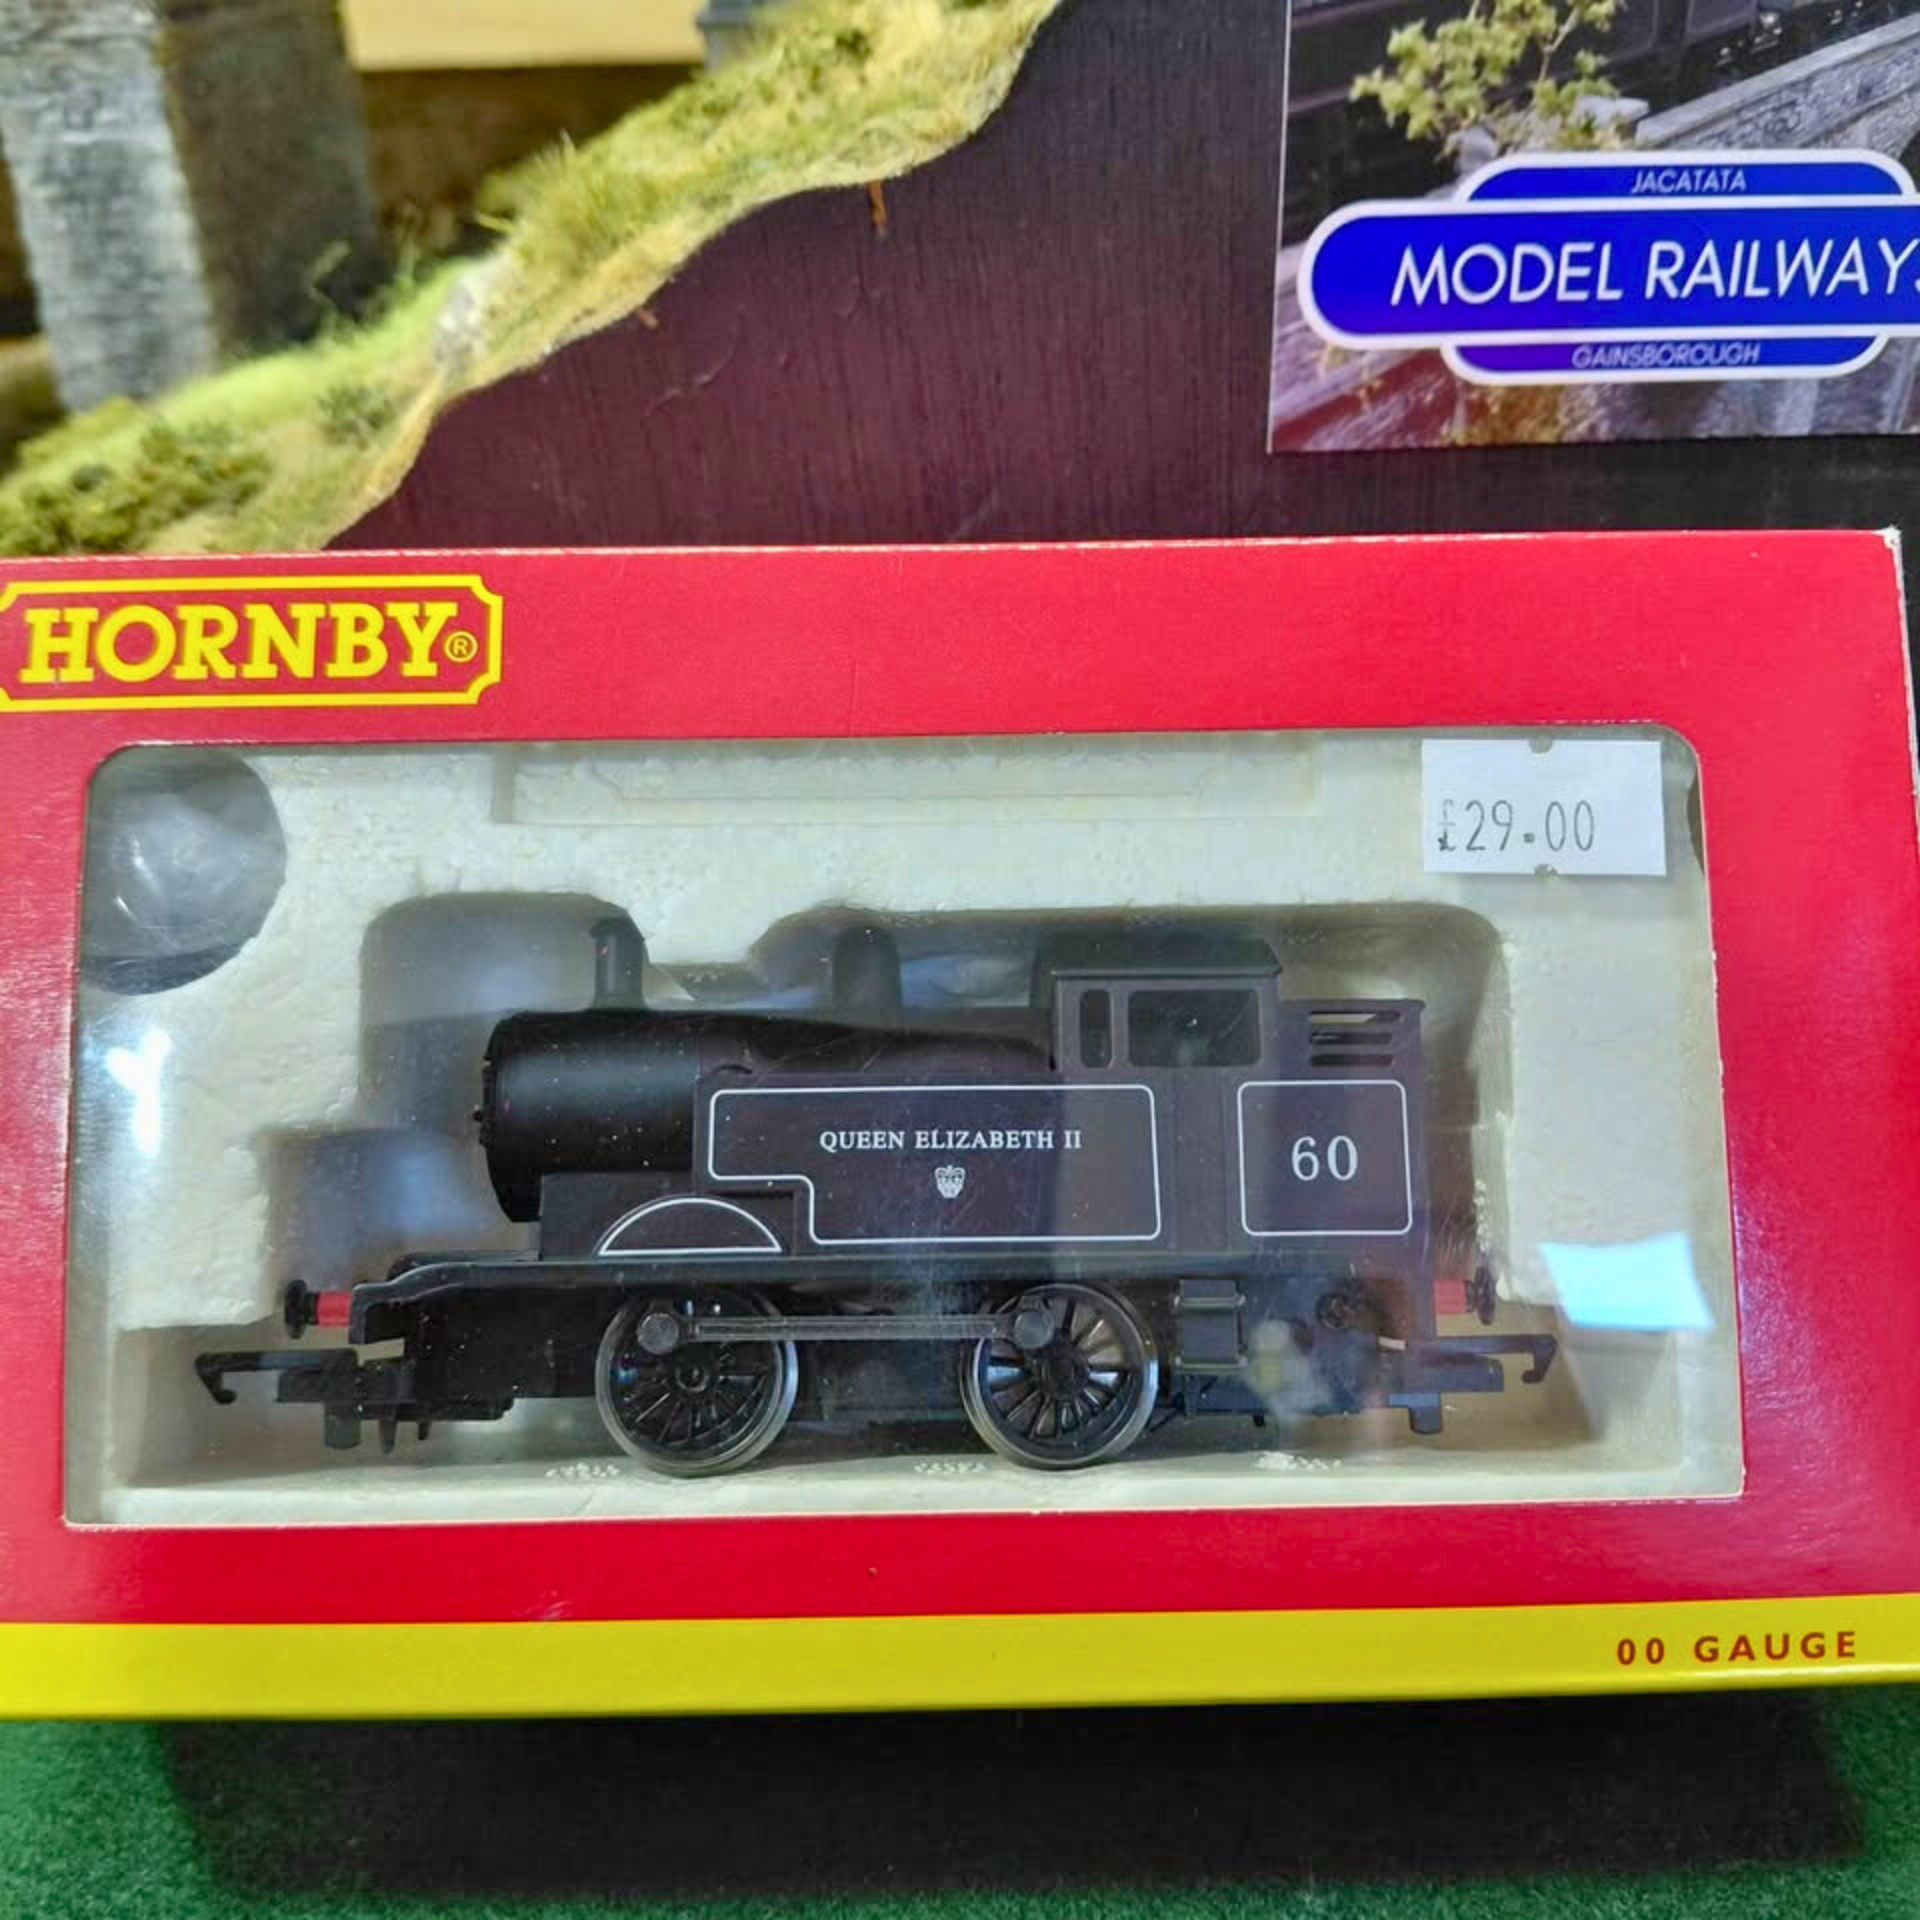 JACATATA
MODEL RAILWAYS
GAINSBOROUGH
HORNBY®
£29.00
QUEEN ELIZABETH II
60
00 GAUGE